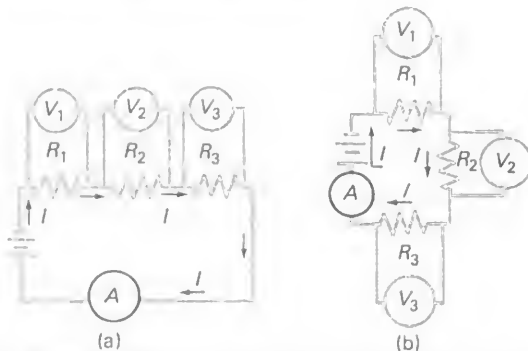 V1 V2 V3
R1 R2 R3
I I
A I
(a)
V1
R1
I I R2 V2
A I
R3
V3
(b)